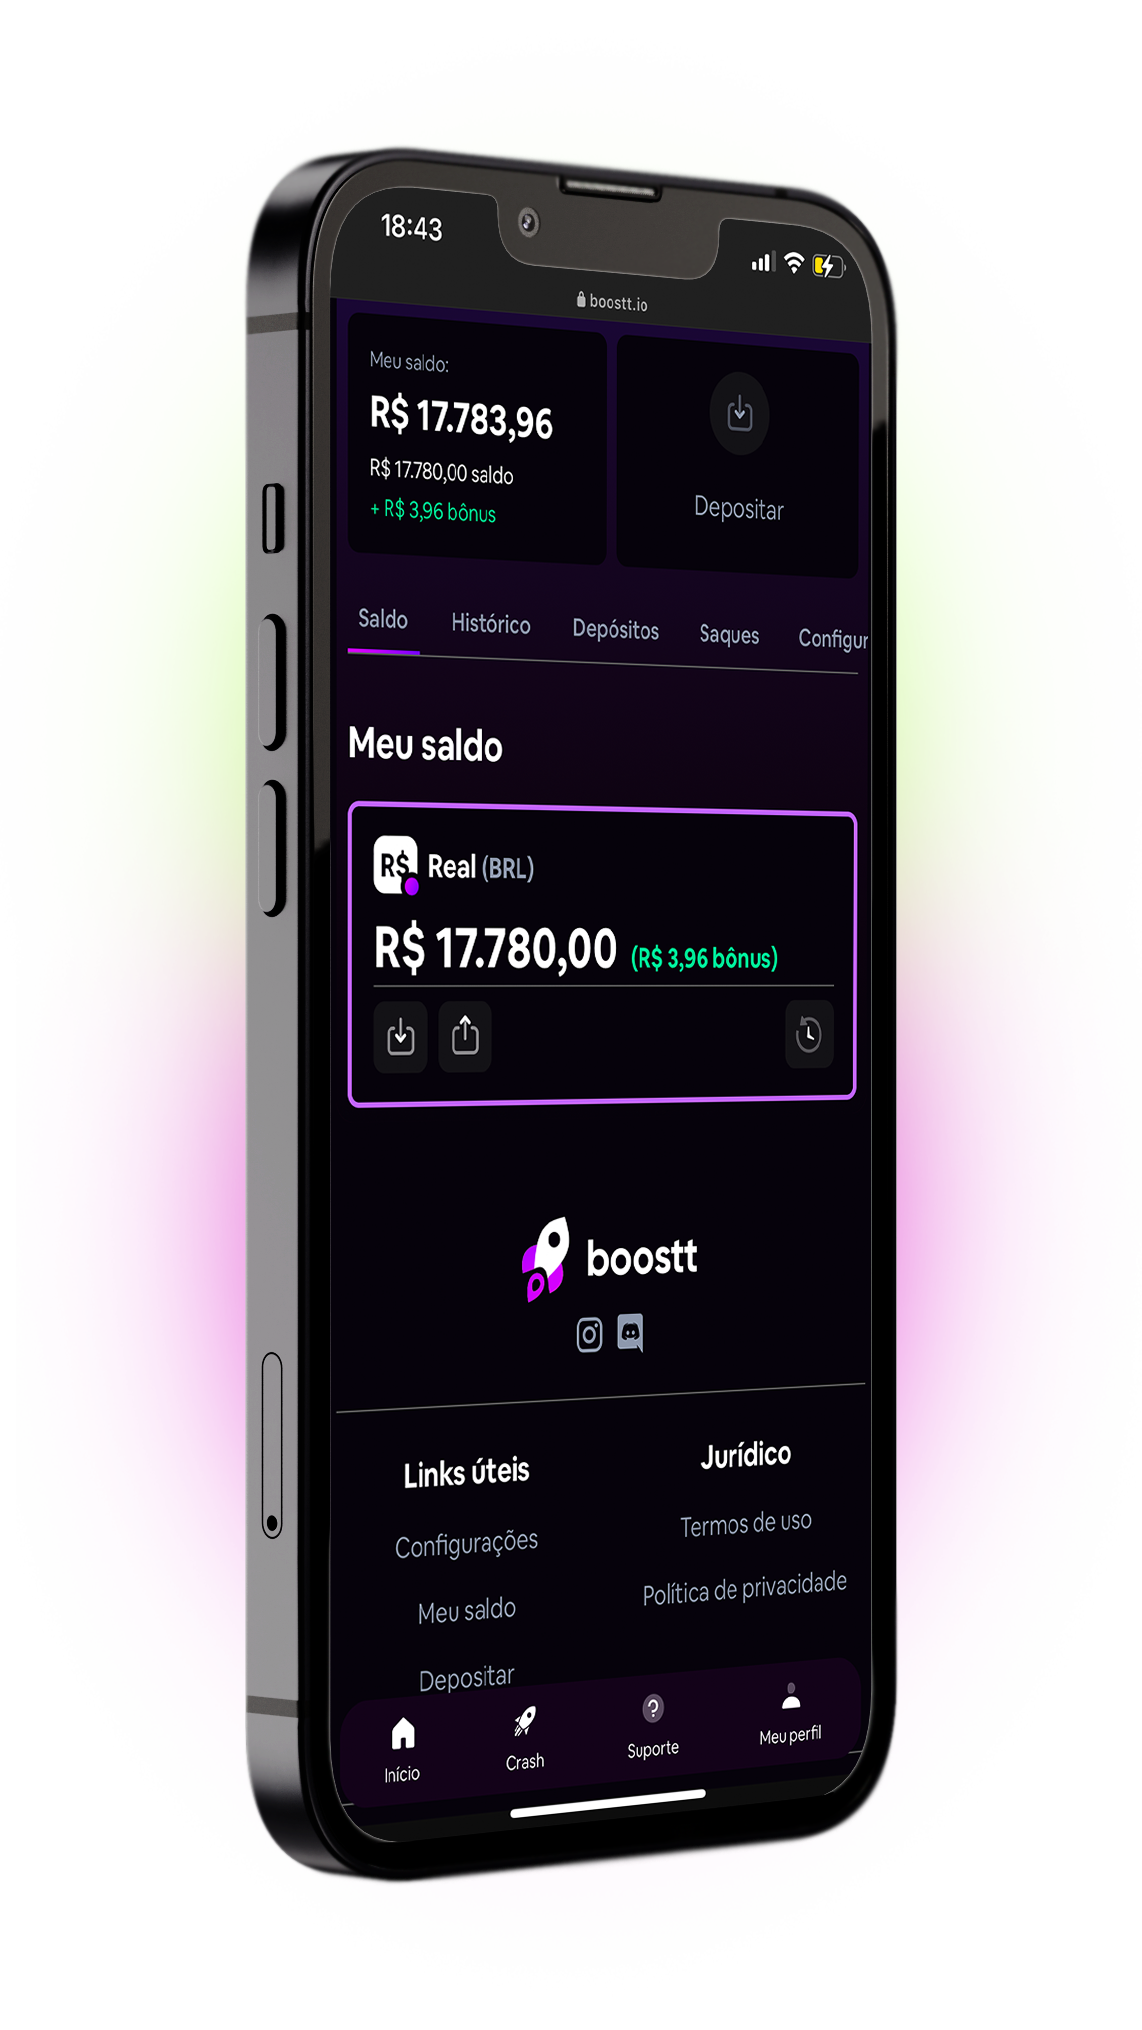 18:43
boostt.io
Meu saldo:
R$ 17.783,96
R$ 17.780,00 saldo
+ R$ 3,96 bônus
Depositar
Saldo Histórico Depósitos Saques Configur
Meu saldo
R$ Real (BRL)
R$ 17.780,00 (R$ 3,96 bônus)
boostt
Links úteis
Configurações
Meu saldo
Depositar
Jurídico
Termos de uso
Política de privacidade
Início Crash Suporte Meu perfil